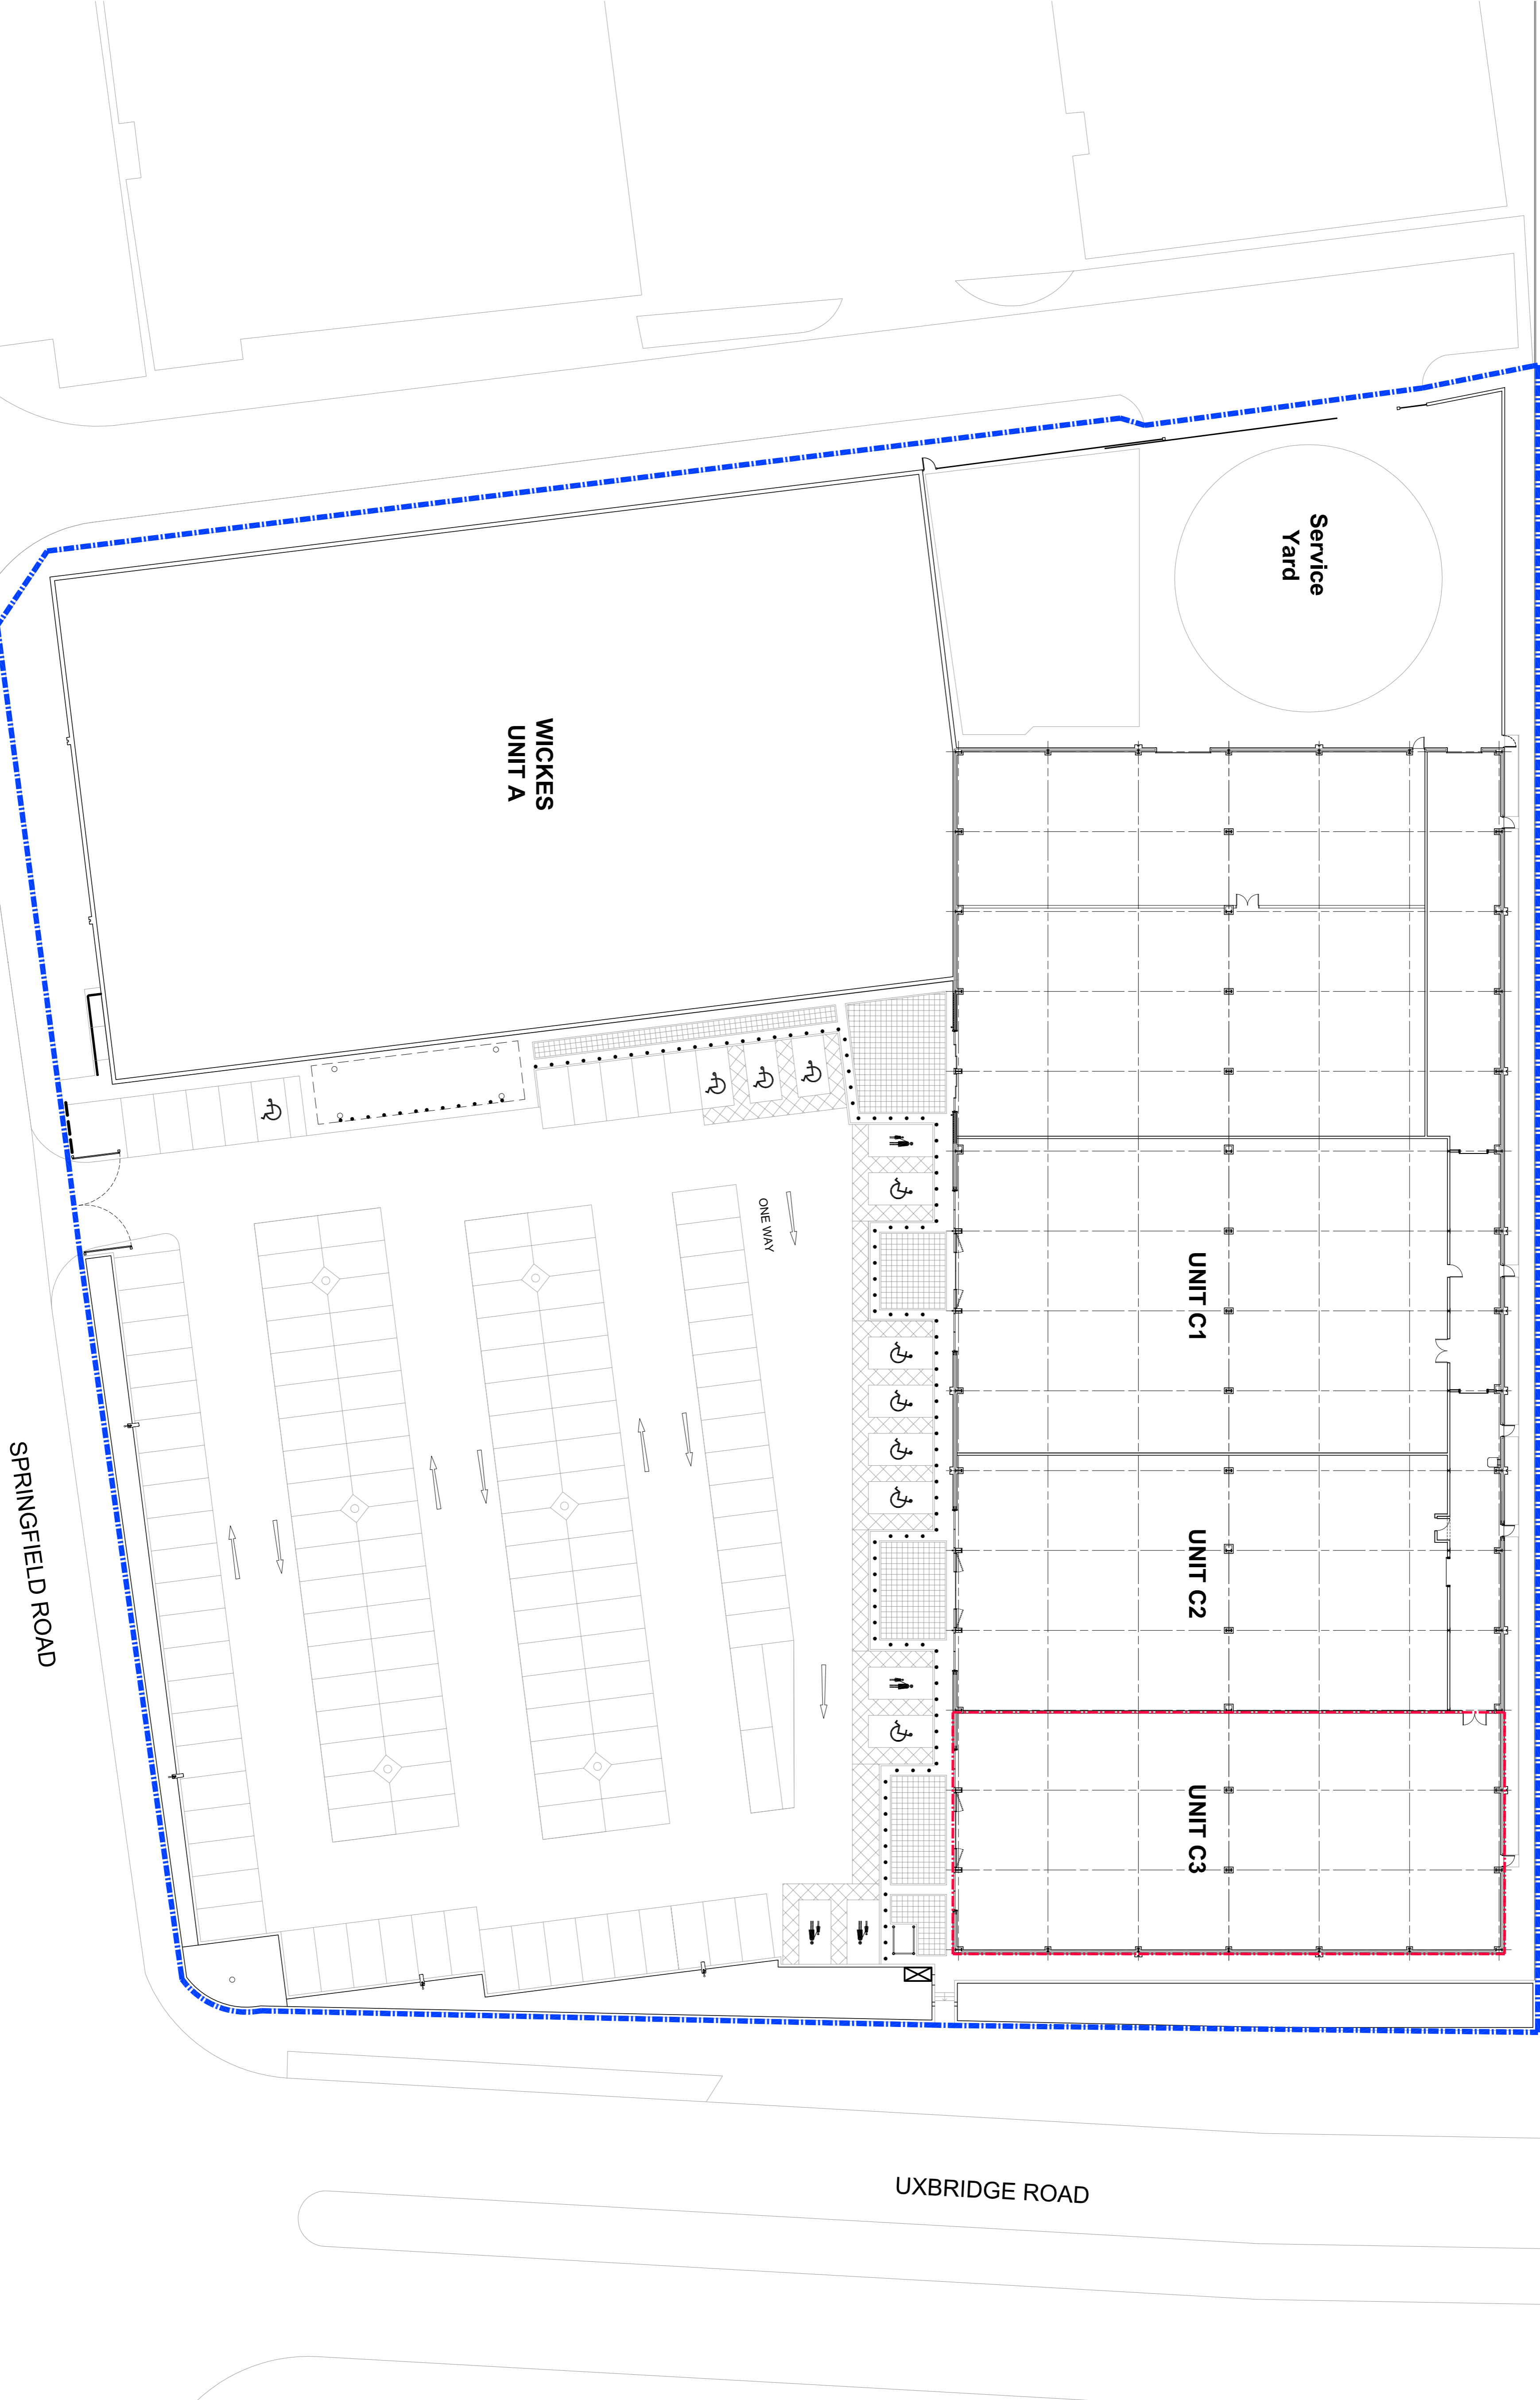 Service
Yard
WICKES
UNIT A
ONE WAY
UNIT C1
UNIT C2
UNIT C3
SPRINGFIELD ROAD
UXBRIDGE ROAD